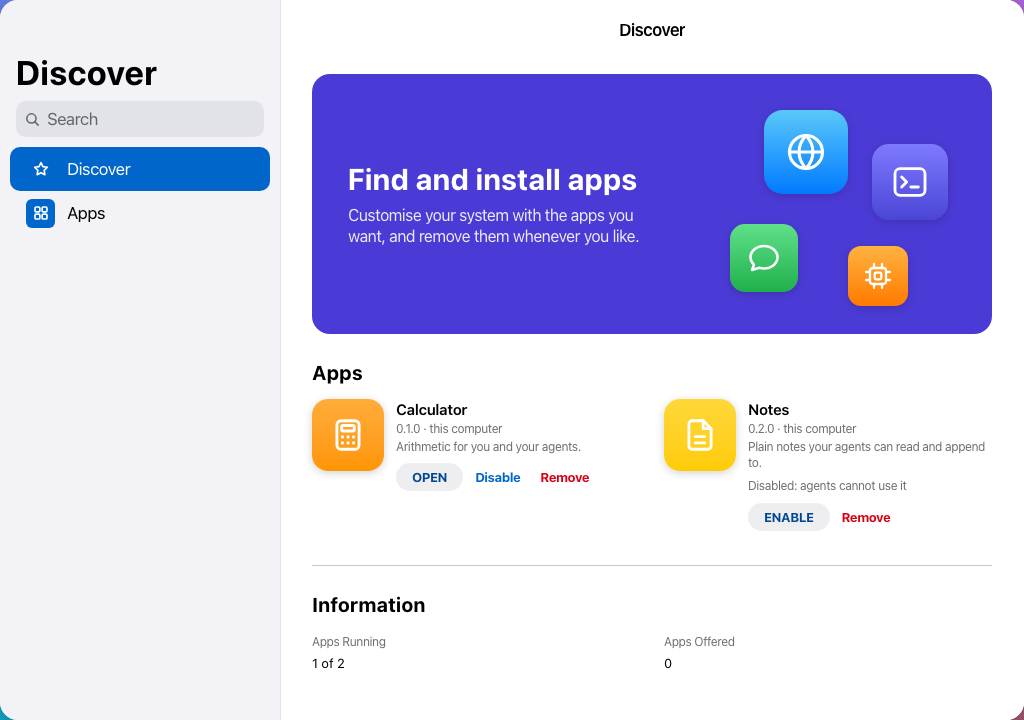 Discover
Search
Discover
Apps
Discover
Find and install apps
Customise your system with the apps you
want, and remove them whenever you like.
Apps
Calculator
0.1.0 · this computer
Arithmetic for you and your agents.
OPEN
Disable
Remove
Notes
0.2.0 · this computer
Plain notes your agents can read and append
to.
Disabled: agents cannot use it
ENABLE
Remove
Information
Apps Running
1 of 2
Apps Offered
0